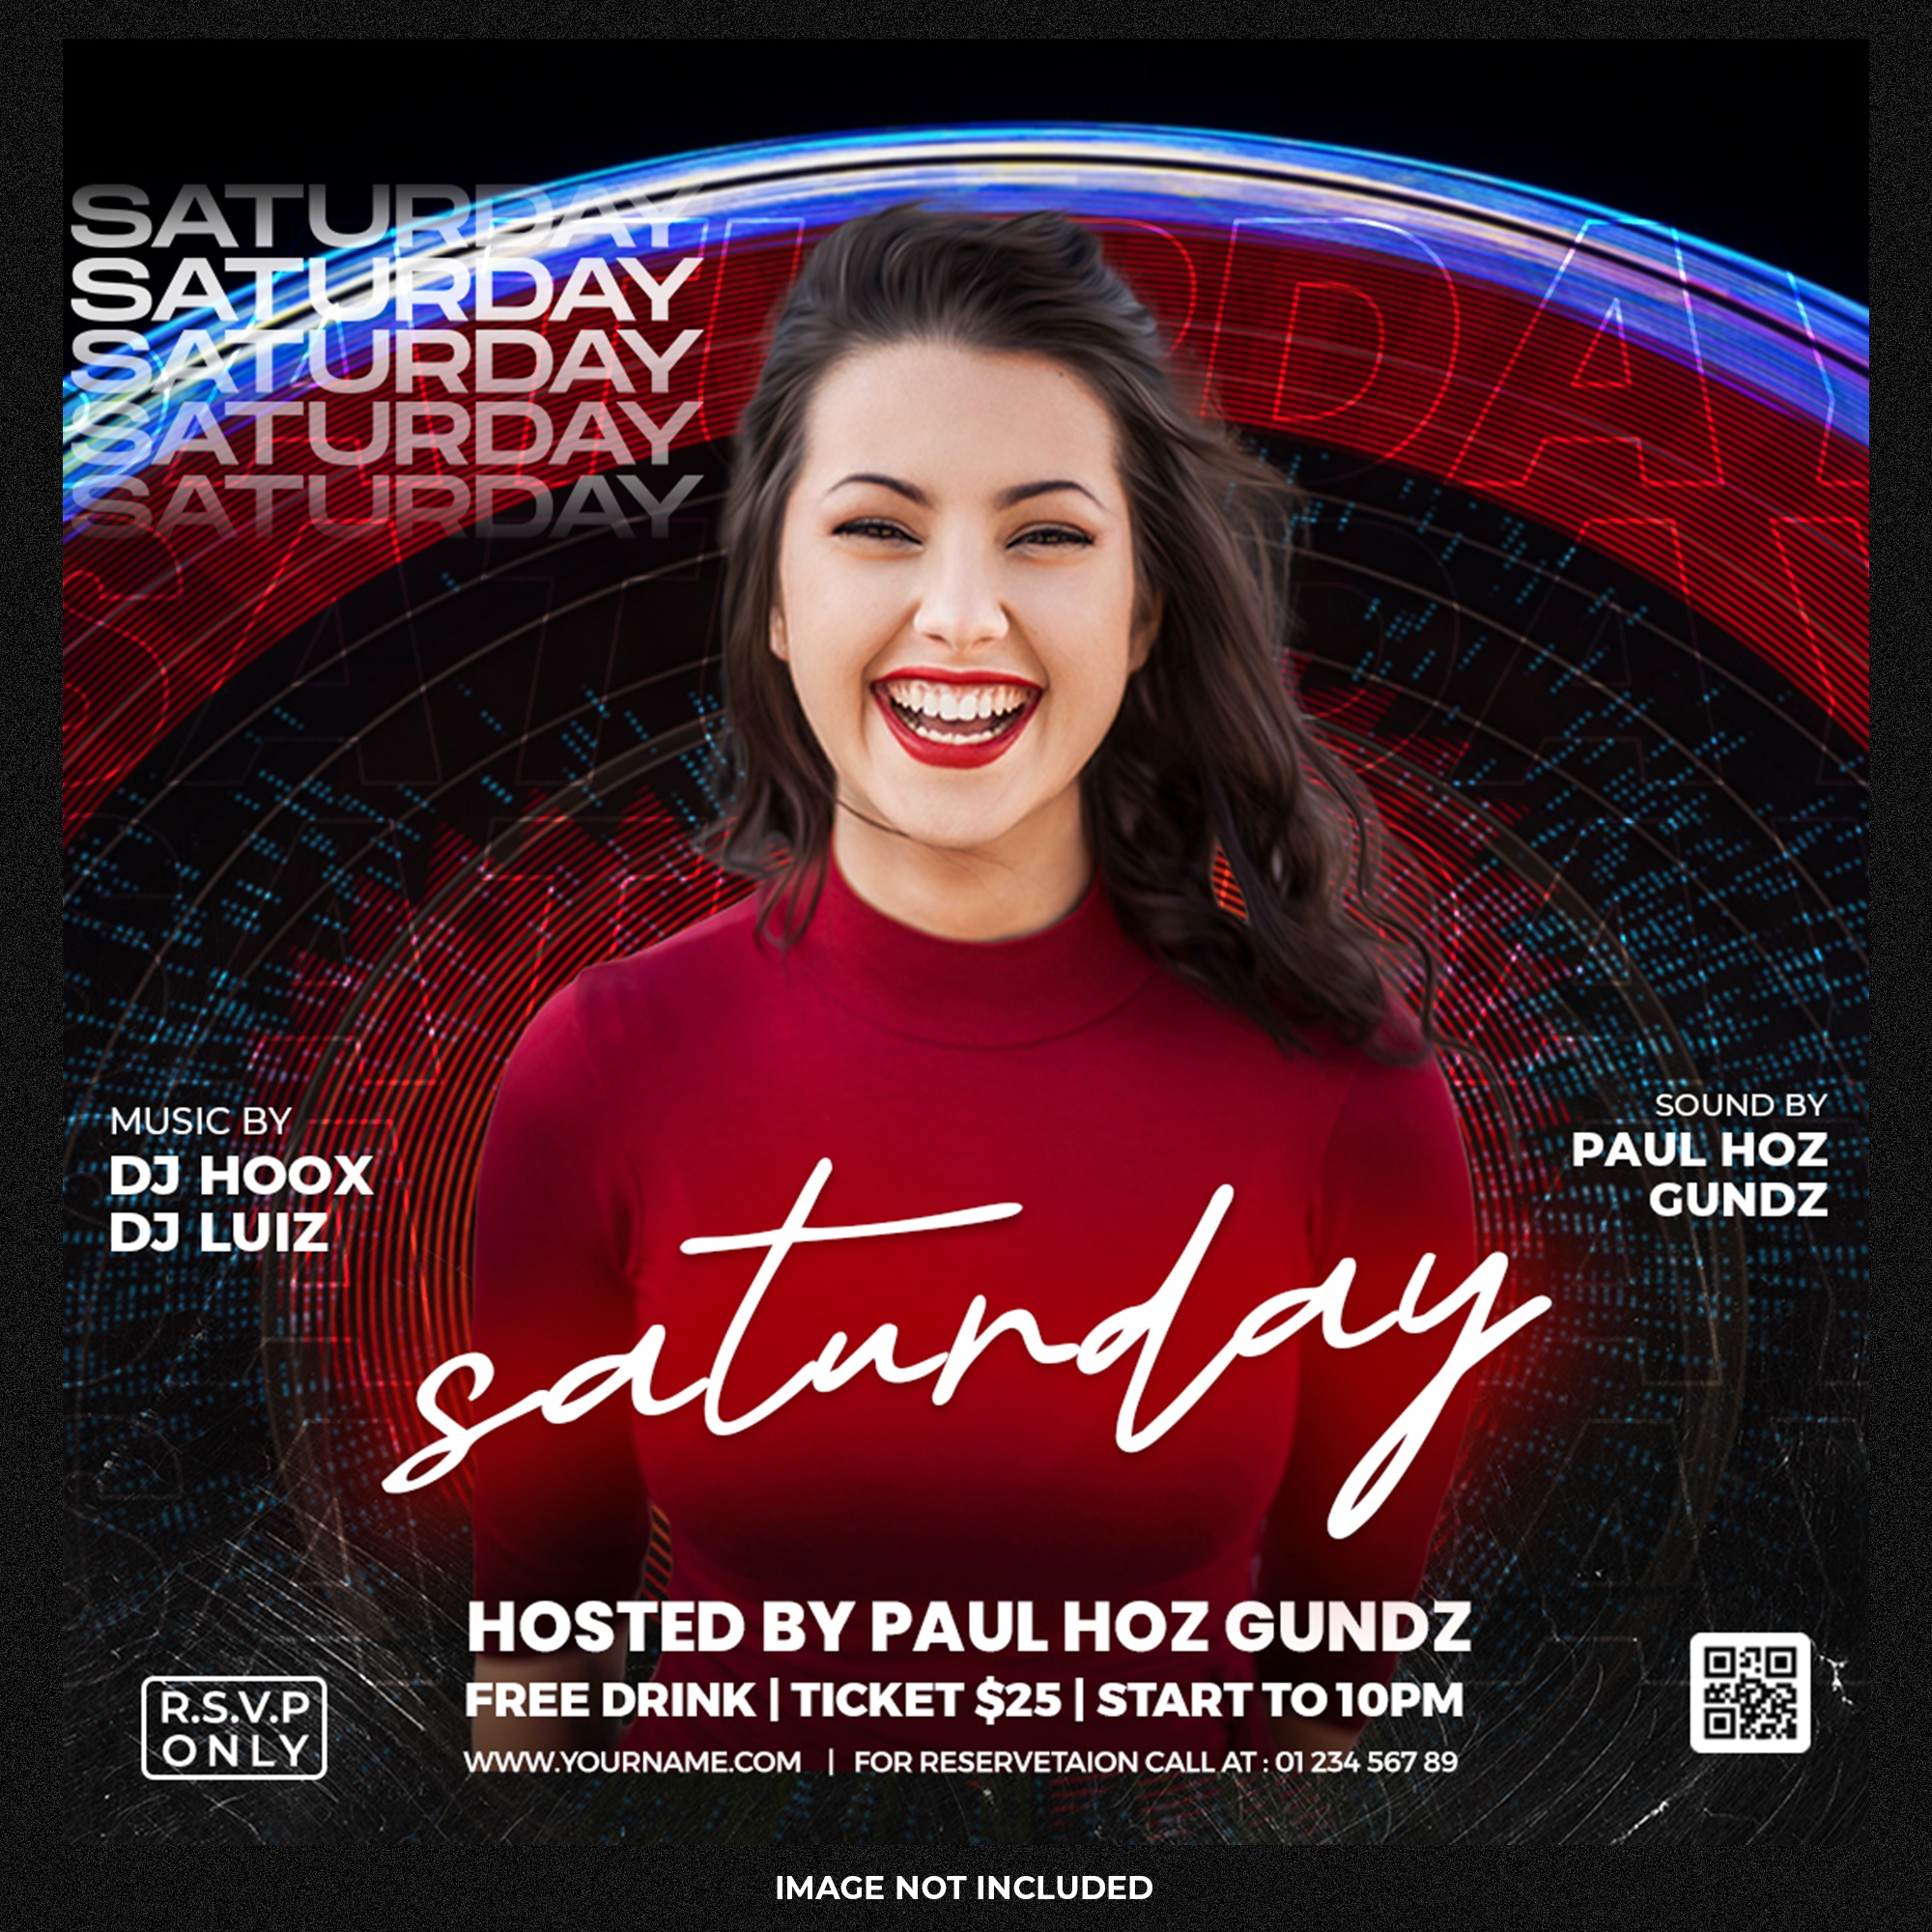 SATURDAY
SATURDAY
SATURDAY
SATURDAY
SATURDAY
MUSIC BY
DJ HOOX
DJ LUIZ
SOUND BY
PAUL HOZ
GUNDZ
saturday
HOSTED BY PAUL HOZ GUNDZ
FREE DRINK | TICKET $25 | START TO 10PM
WWW.YOURNAME.COM | FOR RESERVETAION CALL AT : 01 234 567 89
R.S.V.P
ONLY
IMAGE NOT INCLUDED